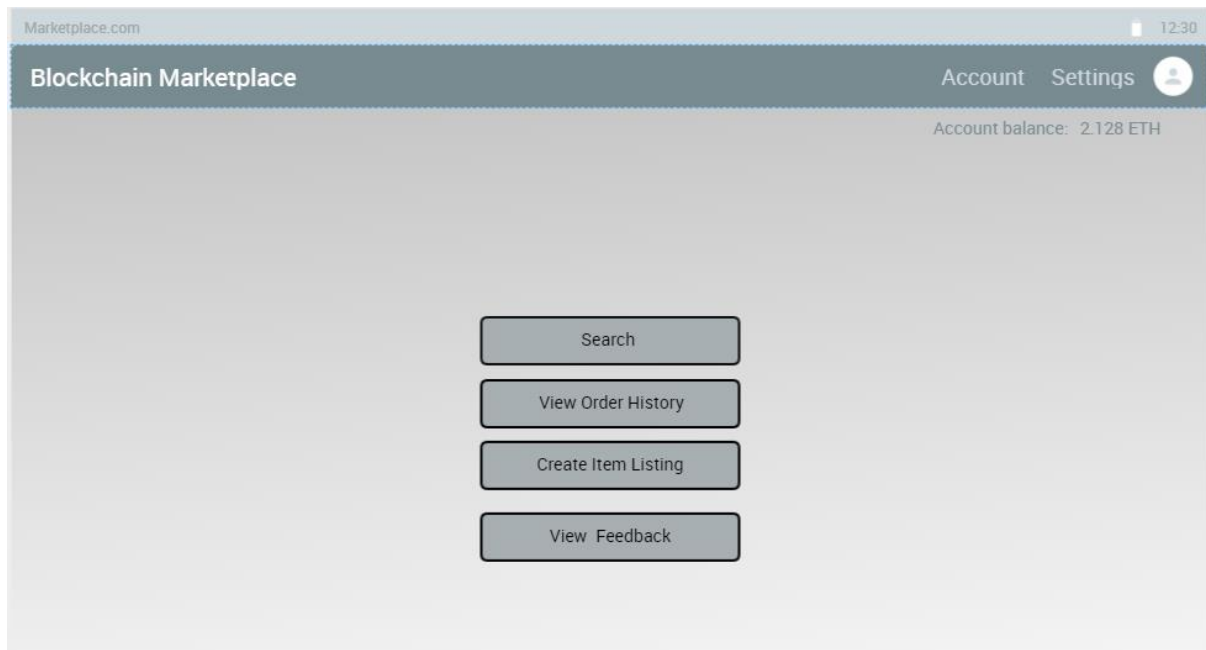 Marketplace.com 12:30
Blockchain Marketplace Account Settings
Account balance: 2.128 ETH
Search
View Order History
Create Item Listing
View Feedback